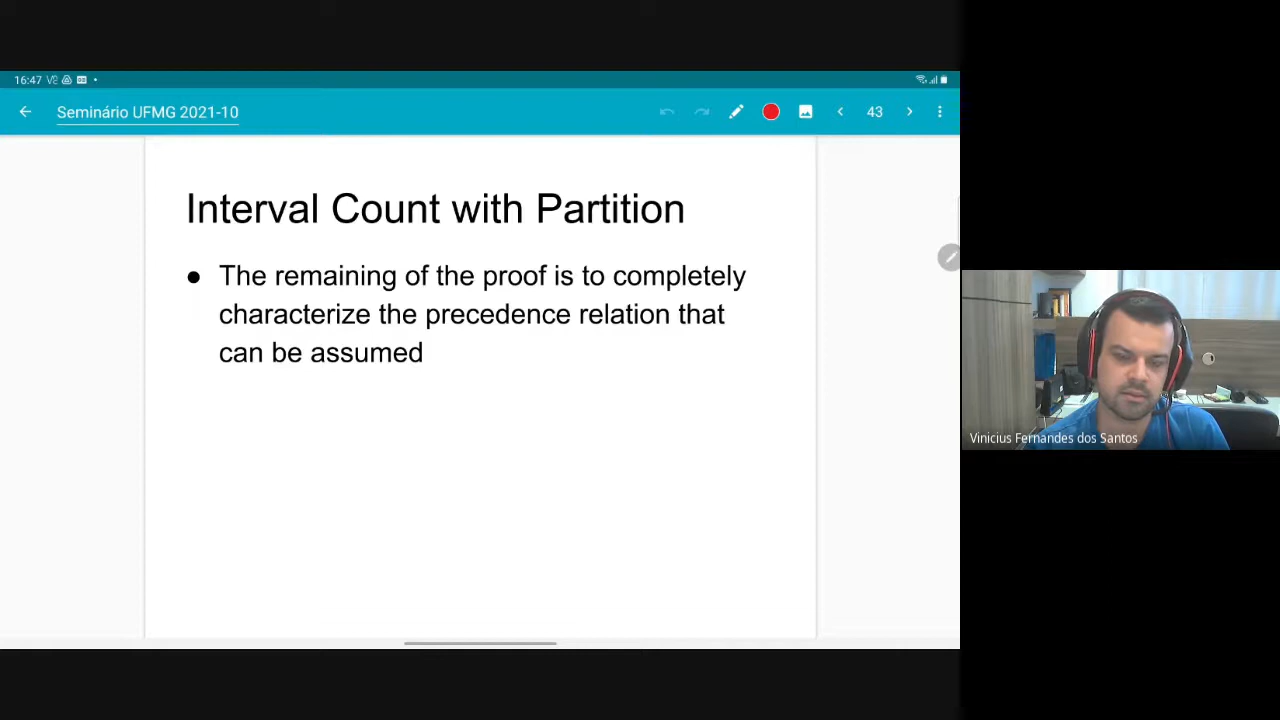 16:47
Seminário UFMG 2021-10
43
Interval Count with Partition
● The remaining of the proof is to completely
characterize the precedence relation that
can be assumed
Vinicius Fernandes dos Santos